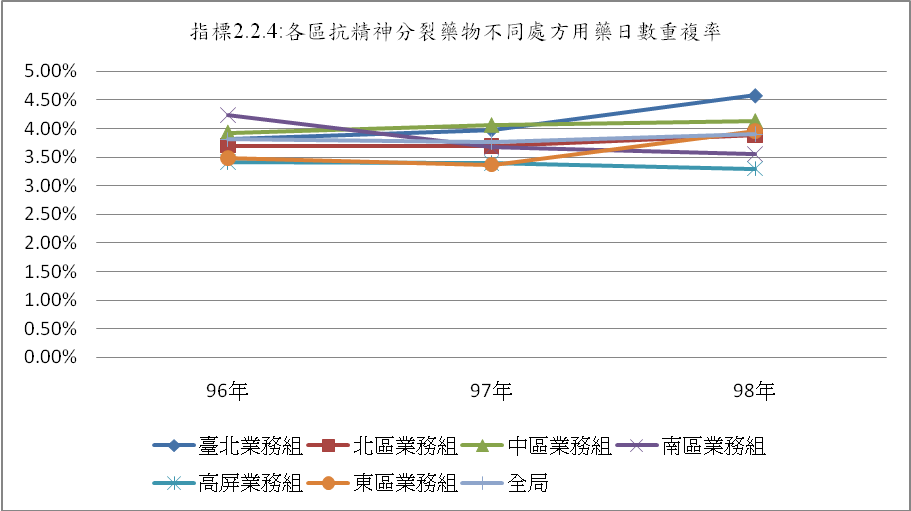 指標2.2.4:各區抗精神分裂藥物不同處方用藥日數重複率
5.00%
4.50%
4.00%
3.50%
3.00%
2.50%
2.00%
1.50%
1.00%
0.50%
0.00%
96年 97年 98年
臺北業務組 北區業務組 中區業務組 南區業務組
高屏業務組 東區業務組 全局